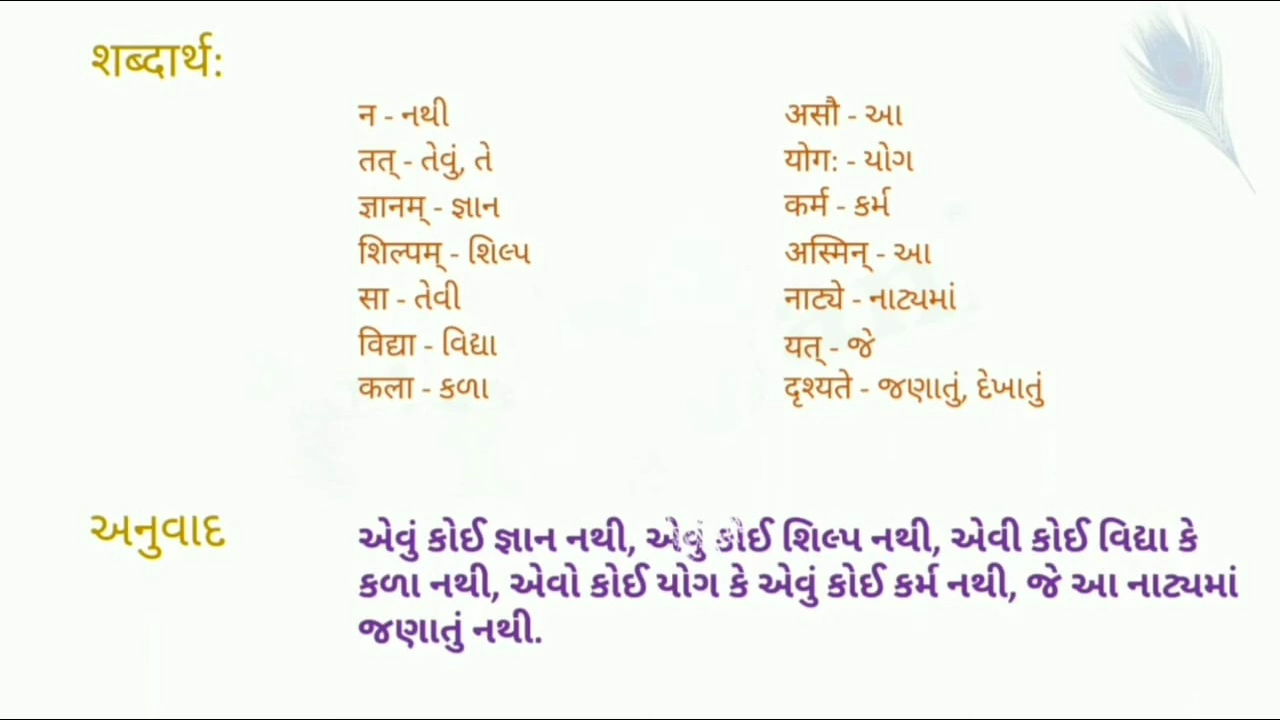 શબ્દાર્થ:
न - નથી
तत् - તેવું, તે
ज्ञानम् - જ્ઞાન
शिल्पम् - શિલ્પ
सा - તેવી
विद्या - વિદ્યા
कला - કળા
असौ - આ
योग: - યોગ
कर्म - કર્મ
अस्मिन् - આ
नाट्ये - નાટ્યમાં
यत् - જે
दृश्यते - જણાતું, દેખાતું
અનુવાદ
એવું કોઈ જ્ઞાન નથી, એવું કોઈ શિલ્પ નથી, એવી કોઈ વિદ્યા કે
કળા નથી, એવો કોઈ યોગ કે એવું કોઈ કર્મ નથી, જે આ નાટ્યમાં
જણાતું નથી.